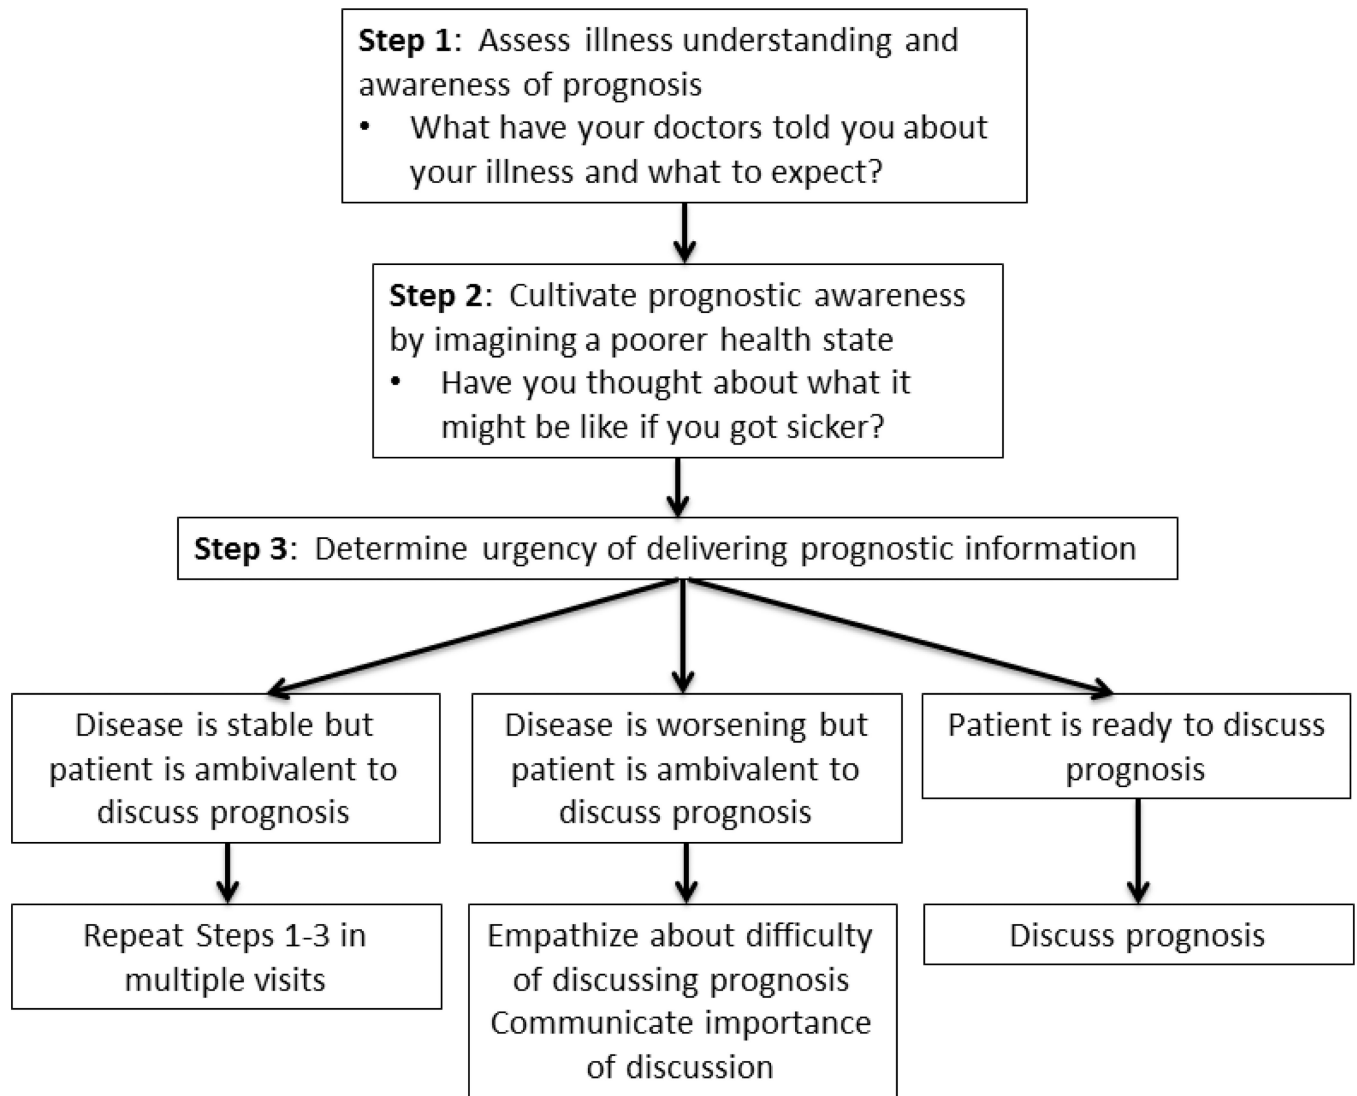 Step 1: Assess illness understanding and
awareness of prognosis
• What have your doctors told you about
your illness and what to expect?
Step 2: Cultivate prognostic awareness
by imagining a poorer health state
• Have you thought about what it
might be like if you got sicker?
Step 3: Determine urgency of delivering prognostic information
Disease is stable but
patient is ambivalent to
discuss prognosis
Disease is worsening but
patient is ambivalent to
discuss prognosis
Patient is ready to discuss
prognosis
Repeat Steps 1-3 in
multiple visits
Empathize about difficulty
of discussing prognosis
Communicate importance
of discussion
Discuss prognosis